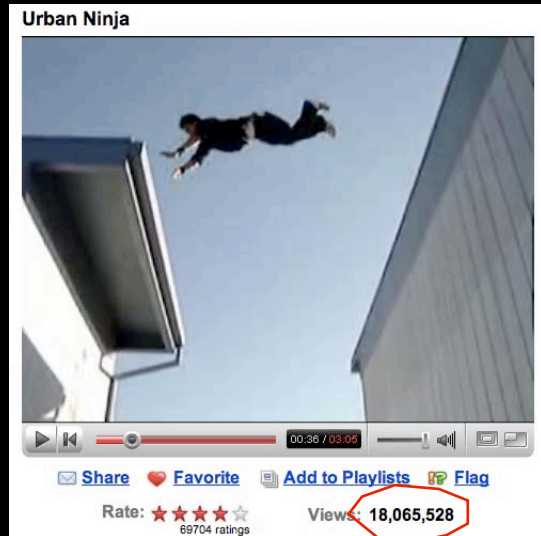 Urban Ninja
00:36 / 03:05
Share Favorite Add to Playlists Flag
Rate: Views: 18,065,528
69704 ratings